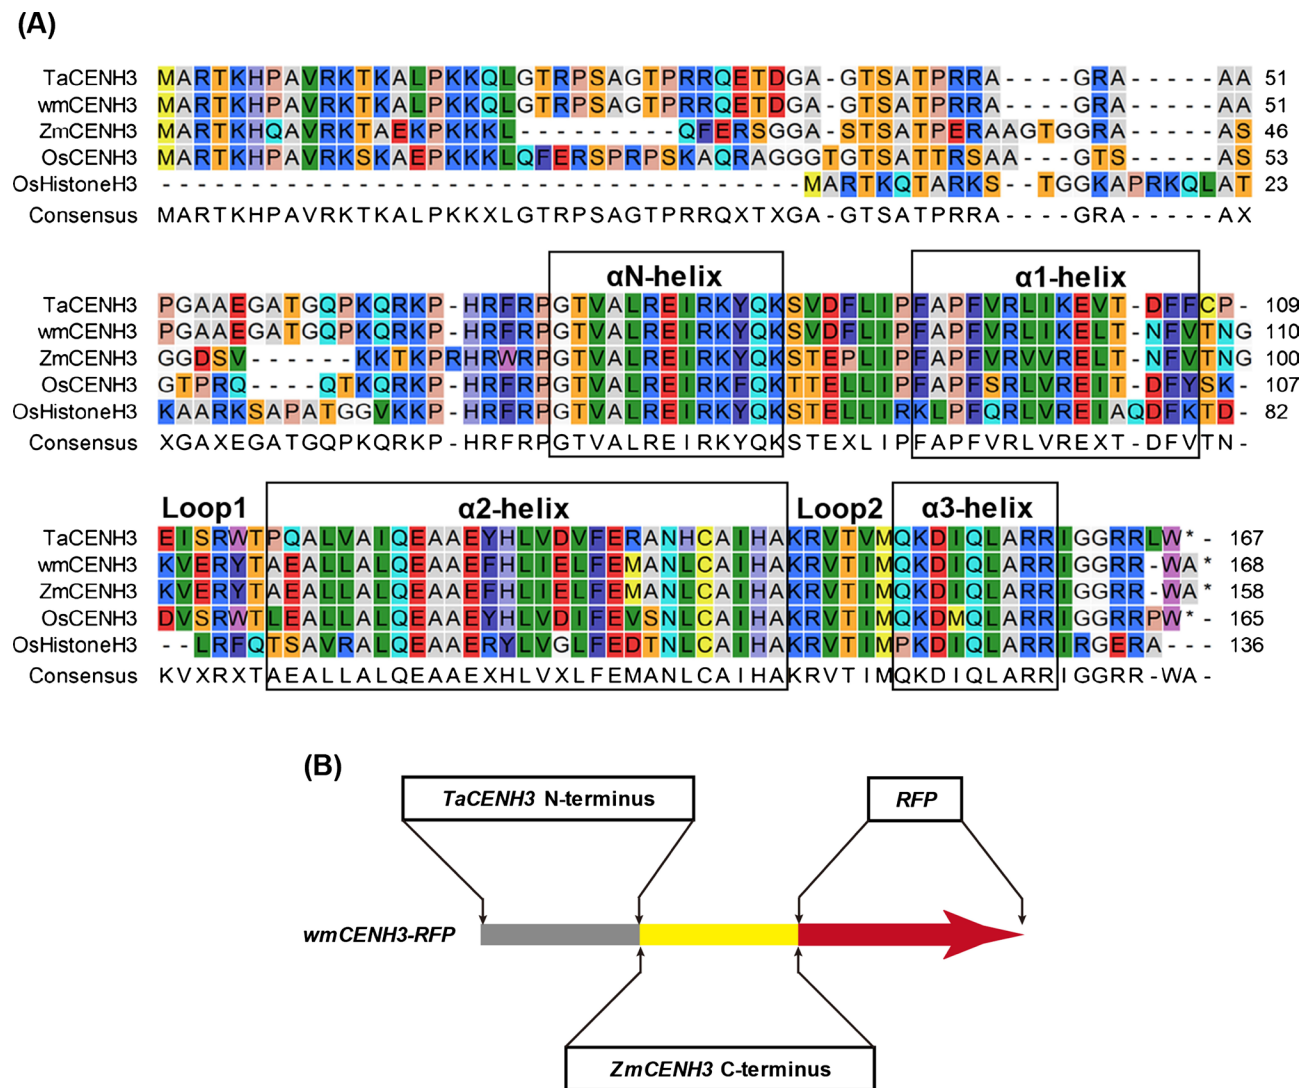 (A)
TaCENH3 MARTKHPAVRKTKALPKKQLGTRPSAGTPRRQETDGA-GTSATPRRA----GRA-----AA 51
wmCENH3 MARTKHPAVRKTKALPKKQLGTRPSAGTPRRQETDGA-GTSATPRRA----GRA-----AA 51
ZmCENH3 MARTKHQAVRKTAEKPKKKL---------QFERSGGA-STSATPERAAGTGGRA-----AS 46
OsCENH3 MARTKHPAVRKSKAEPKKKLQFERSPRPSKAQRAGGGTGTSATTRSAA---GTS-----AS 53
OsHistoneH3 ------------------------------------MARTKQTARKS--TGGKAPRKQLAT 23
Consensus MARTKHPAVRKTKALPKKXLGTRPSAGTPRRQXTXGA-GTSATPRRA----GRA-----AX
αN-helix α1-helix
TaCENH3 PGAAEGATGQPKQRKP-HRFRPGTVALREIRKYQKSVDFLIPFAPFVRLIKEVT-DFFCP- 109
wmCENH3 PGAAEGATGQPKQRKP-HRFRPGTVALREIRKYQKSVDFLIPFAPFVRLIKELT-NFVTNG 110
ZmCENH3 GGDSV------KKTKPRHRWRPGTVALREIRKYQKSTEPLIPFAPFVRVVRELT-NFVTNG 100
OsCENH3 GTPRQ----QTKQRKP-HRFRPGTVALREIRKFQKTTELLIPFAPFSRLVREIT-DFYSK- 107
OsHistoneH3 KAARKSAPATGGVKKP-HRFRPGTVALREIRKYQKSTELLIRKLPFQRLVREIAQDFKTD- 82
Consensus XGAXEGATGQPKQRKP-HRFRPGTVALREIRKYQKSTEXLIPFAPFVRLVREXT-DFVTN-
Loop1 α2-helix Loop2 α3-helix
TaCENH3 EISRWTPQALVAIQEAAEYHLVDVFERANHCAIHAKRVTVMQKDIQLARRIGGRRLW*- 167
wmCENH3 KVERYTAEALLALQEAAEFHLIELFEMANLCAIHAKRVTIMQKDIQLARRIGGRR-WA* 168
ZmCENH3 KVERYTAEALLALQEAAEFHLIELFEMANLCAIHAKRVTIMQKDIQLARRIGGRR-WA* 158
OsCENH3 DVSRWTLEALLALQEAAEYHLVDIFEVSNLCAIHAKRVTIMQKDMQLARRIGGRRPW*- 165
OsHistoneH3 --LRFQTSAVRALQEAAERYLVGLFEDTNLCAIHAKRVTIMPKDIQLARRIRGERA--- 136
Consensus KVXRXTAEALLALQEAAEXHLVXLFEMANLCAIHAKRVTIMQKDIQLARRIGGRR-WA-
(B)
TaCENH3 N-terminus
RFP
wmCENH3-RFP
ZmCENH3 C-terminus